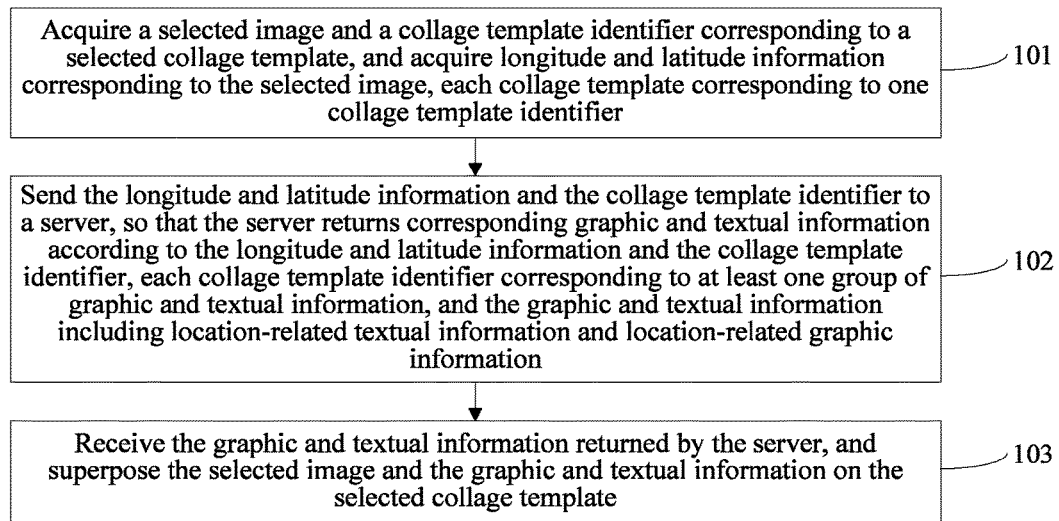 Acquire a selected image and a collage template identifier corresponding to a
selected collage template, and acquire longitude and latitude information
corresponding to the selected image, each collage template corresponding to one
collage template identifier
101
Send the longitude and latitude information and the collage template identifier to
a server, so that the server returns corresponding graphic and textual information
according to the longitude and latitude information and the collage template
identifier, each collage template identifier corresponding to at least one group of
graphic and textual information, and the graphic and textual information
including location-related textual information and location-related graphic
information
102
Receive the graphic and textual information returned by the server, and
superpose the selected image and the graphic and textual information on the
selected collage template
103